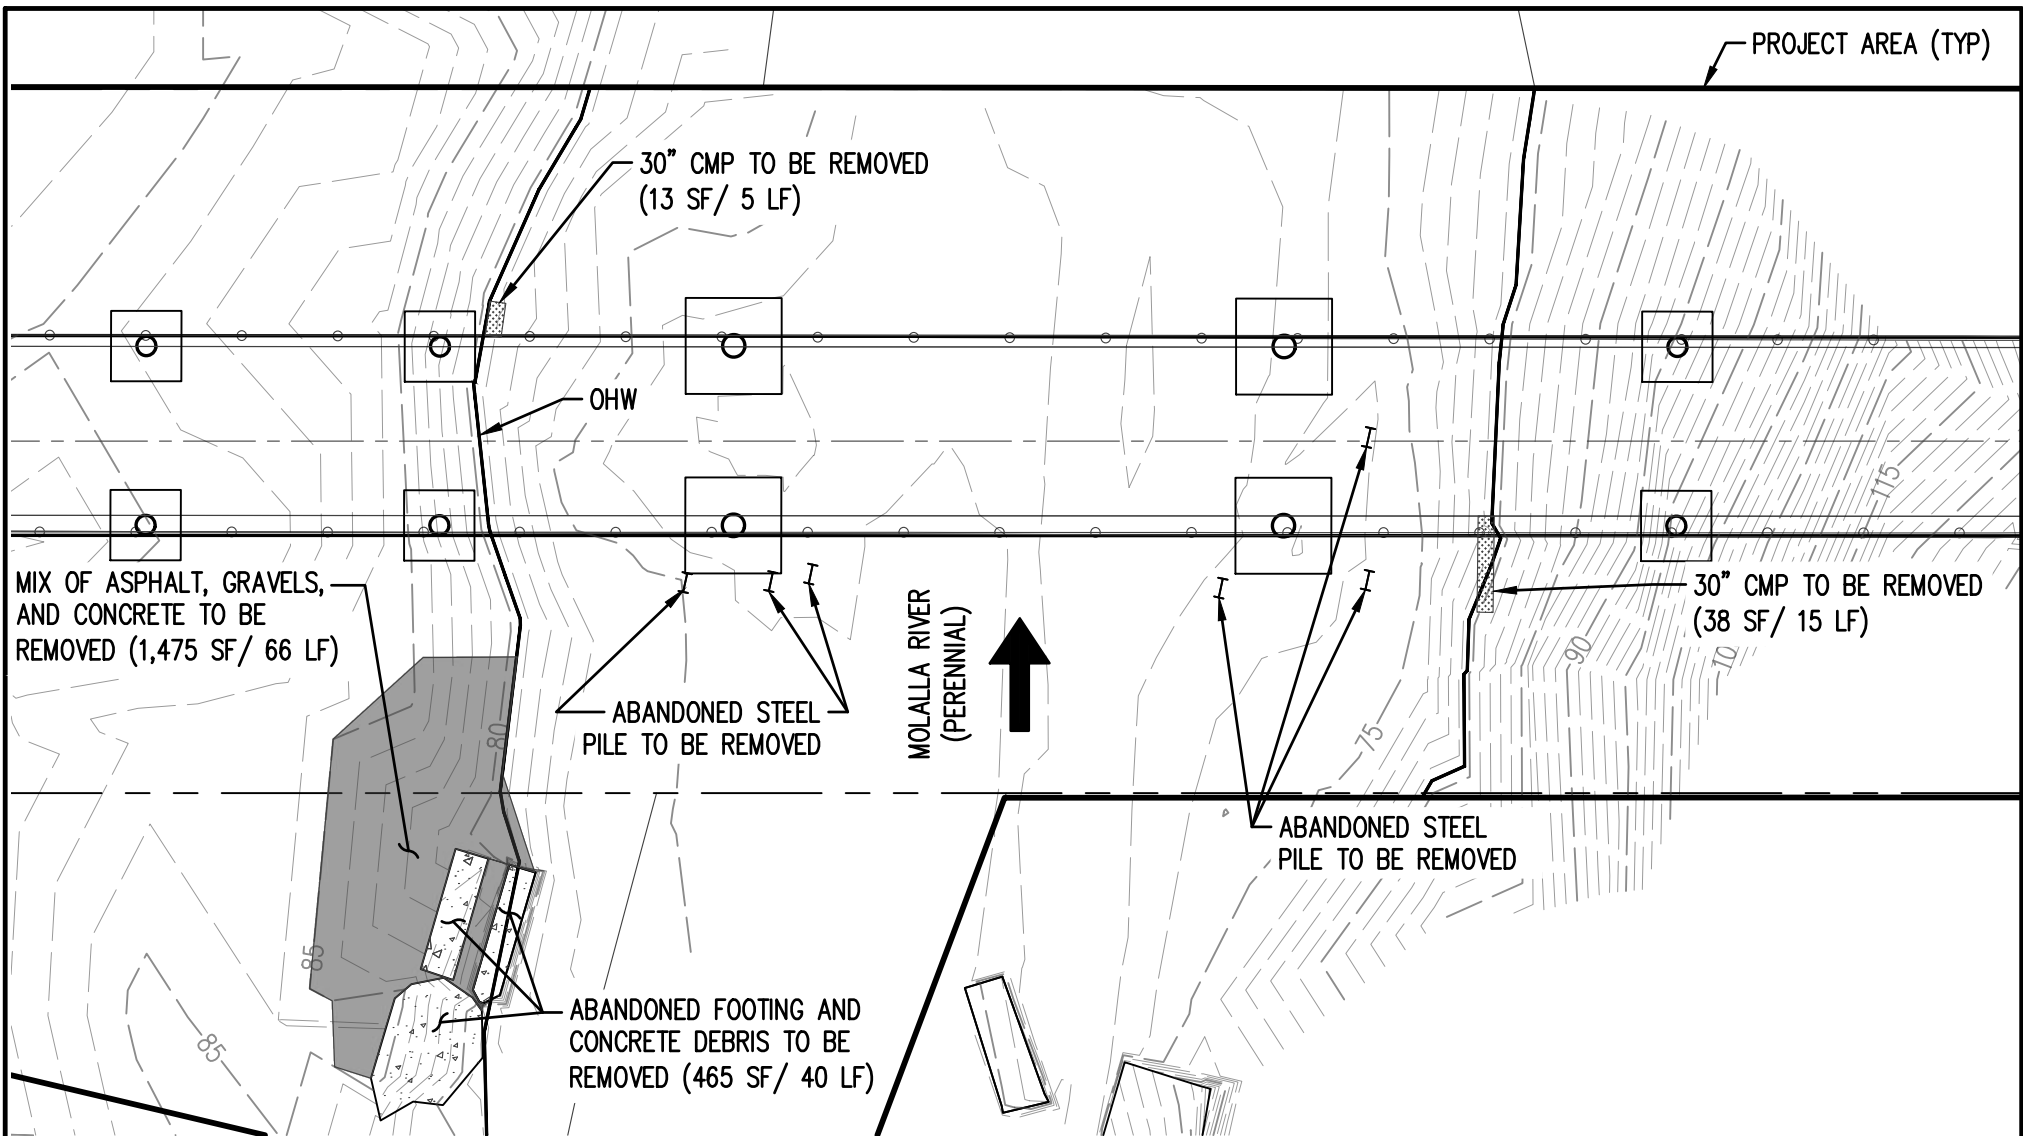 PROJECT AREA (TYP)
30" CMP TO BE REMOVED
(13 SF/ 5 LF)
OHW
115
MIX OF ASPHALT, GRAVELS,
AND CONCRETE TO BE
REMOVED (1,475 SF/ 66 LF)
30" CMP TO BE REMOVED
(38 SF/ 15 LF)
MOLALLA RIVER
(PERENNIAL)
90
10
ABANDONED STEEL
PILE TO BE REMOVED
80
75
ABANDONED STEEL
PILE TO BE REMOVED
85
ABANDONED FOOTING AND
CONCRETE DEBRIS TO BE
REMOVED (465 SF/ 40 LF)
85